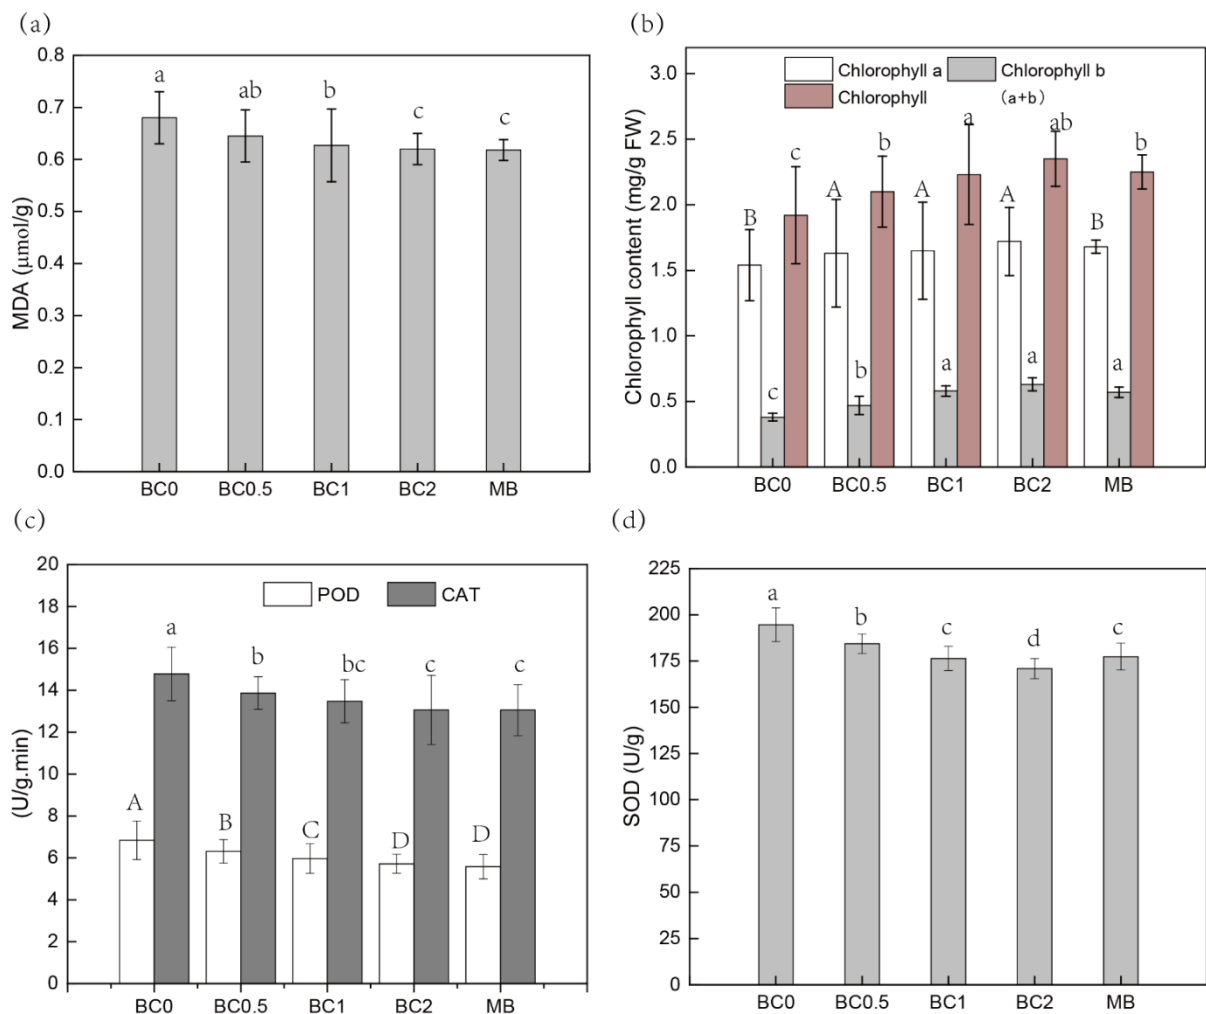 (a)
MDA (μmol/g)
0.8
0.7
0.6
0.5
0.4
0.3
0.2
0.1
0.0
a
ab
b
c
c
BC0 BC0.5 BC1 BC2 MB
(b)
Chlorophyll content (mg/g FW)
3.0
2.5
2.0
1.5
1.0
0.5
0.0
Chlorophyll a Chlorophyll b
Chlorophyll (a+b)
B c c
A b b
A a a
A a ab
B a b
BC0 BC0.5 BC1 BC2 MB
(c)
(U/g.min)
20
18
16
14
12
10
8
6
4
2
0
POD CAT
A a
B b
C bc
D c
D c
BC0 BC0.5 BC1 BC2 MB
(d)
SOD (U/g)
225
200
175
150
125
100
75
50
25
0
a
b
c
d
c
BC0 BC0.5 BC1 BC2 MB